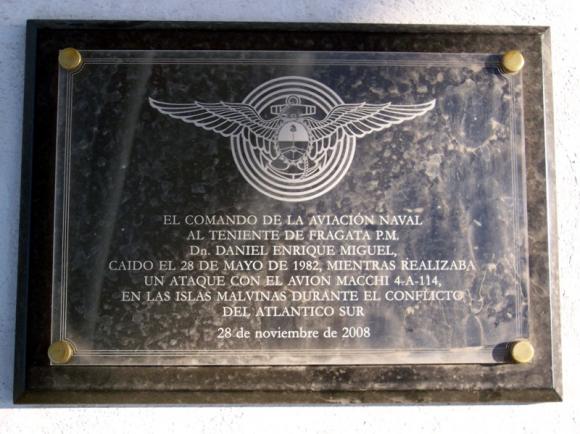 EL COMANDO DE LA AVIACIÓN NAVAL
AL TENIENTE DE FRAGATA P.M.
Dn. DANIEL ENRIQUE MIGUEL,
CAIDO EL 28 DE MAYO DE 1982, MIENTRAS REALIZABA
UN ATAQUE CON EL AVION MACCHI 4-A-114,
EN LAS ISLAS MALVINAS DURANTE EL CONFLICTO
DEL ATLANTICO SUR
28 de noviembre de 2008